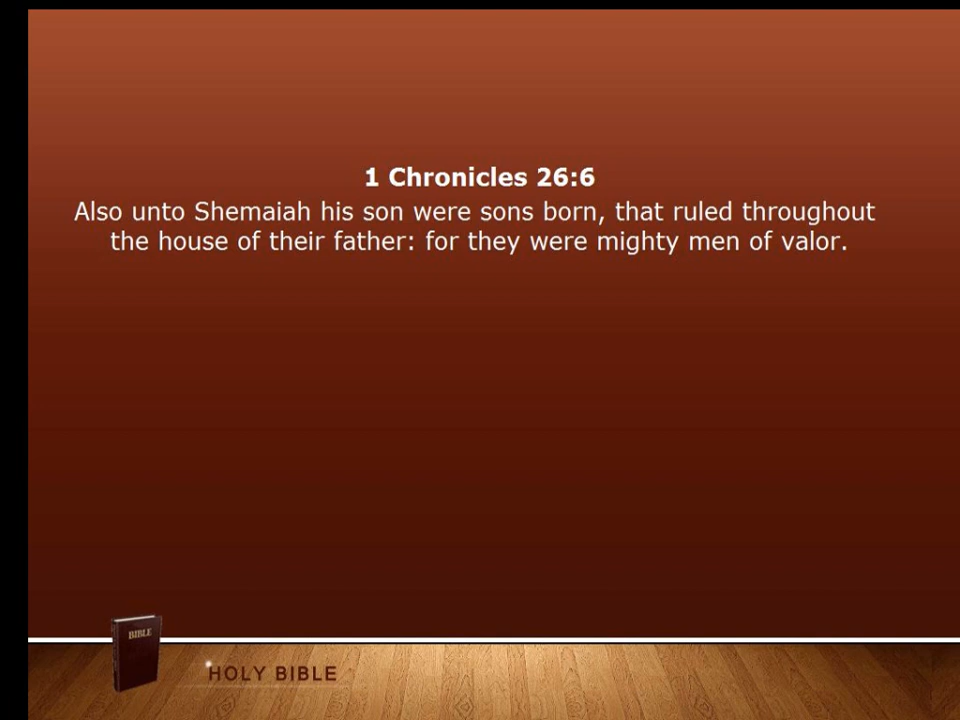 1 Chronicles 26:6
Also unto Shemaiah his son were sons born, that ruled throughout
the house of their father: for they were mighty men of valor.
BIBLE
HOLY BIBLE